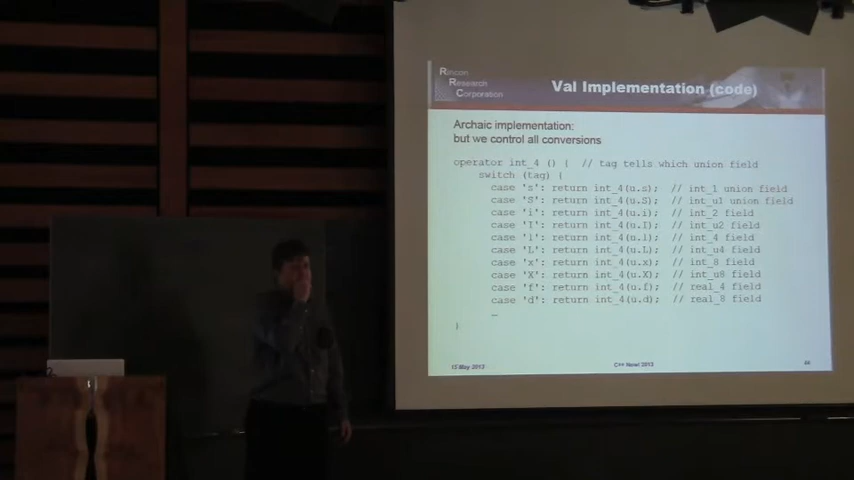 Rincon
Research
Corporation
Val Implementation (code)
Archaic implementation:
but we control all conversions
operator int_4 () { // tag tells which union field
switch (tag) {
case 's': return int_4(u.s); // int_1 union field
case 'S': return int_4(u.S); // int_u1 union field
case 'i': return int_4(u.i); // int_2 field
case 'I': return int_4(u.I); // int_u2 field
case 'l': return int_4(u.l); // int_4 field
case 'L': return int_4(u.L); // int_u4 field
case 'x': return int_4(u.x); // int_8 field
case 'X': return int_4(u.X); // int_u8 field
case 'f': return int_4(u.f); // real_4 field
case 'd': return int_4(u.d); // real_8 field
…
}
15 May 2013 C++ Now! 2013